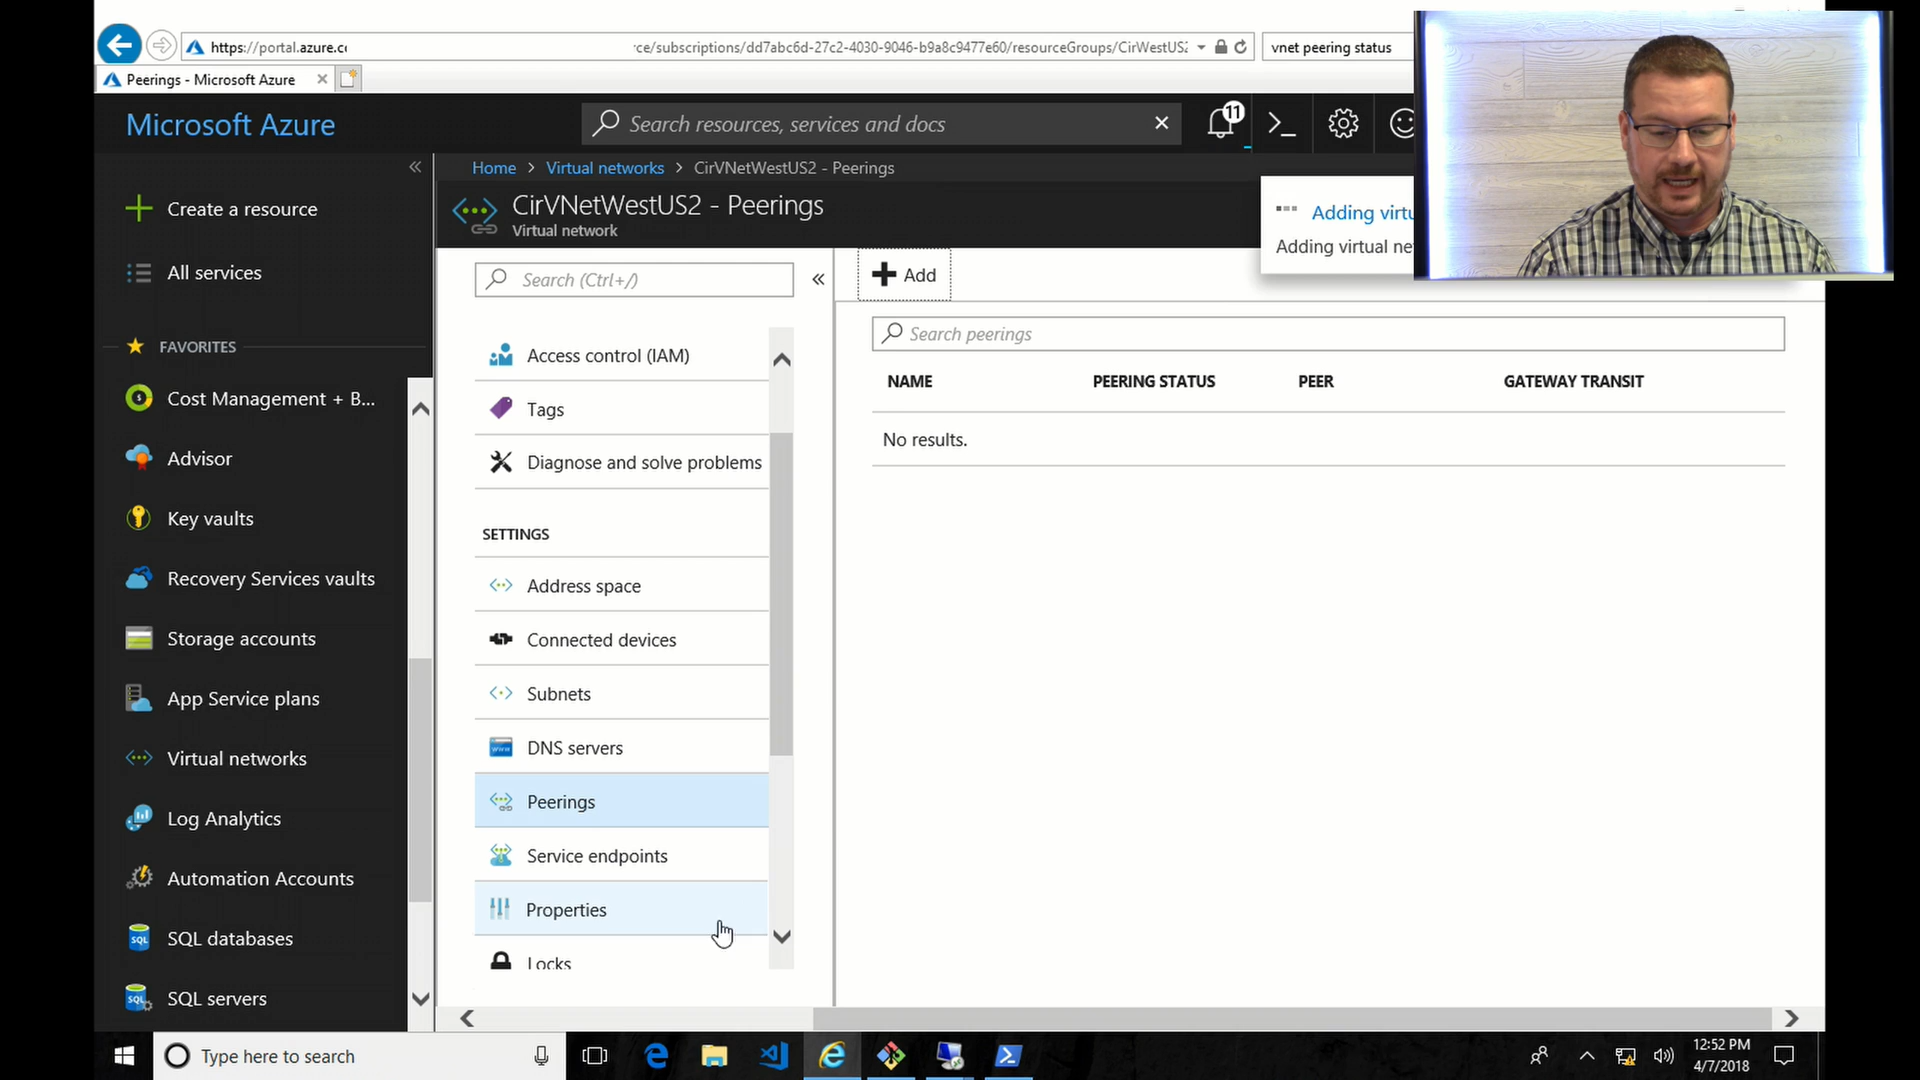 https://portal.azure.cc
:ce/subscriptions/dd7abc6d-27c2-4030-9046-b9a8c9477e60/resourceGroups/CirWestUS2
vnet peering status
Peerings - Microsoft Azure
Microsoft Azure
Search resources, services and docs
11
Home > Virtual networks > CirVNetWestUS2 - Peerings
CirVNetWestUS2 - Peerings
Virtual network
Adding virtu
Adding virtual ne
Create a resource
All services
FAVORITES
Cost Management + B...
Advisor
Key vaults
Recovery Services vaults
Storage accounts
App Service plans
Virtual networks
Log Analytics
Automation Accounts
SQL databases
SQL servers
Search (Ctrl+/)
Access control (IAM)
Tags
Diagnose and solve problems
SETTINGS
Address space
Connected devices
Subnets
DNS servers
Peerings
Service endpoints
Properties
Locks
Add
Search peerings
NAME PEERING STATUS PEER GATEWAY TRANSIT
No results.
Type here to search
12:52 PM
4/7/2018